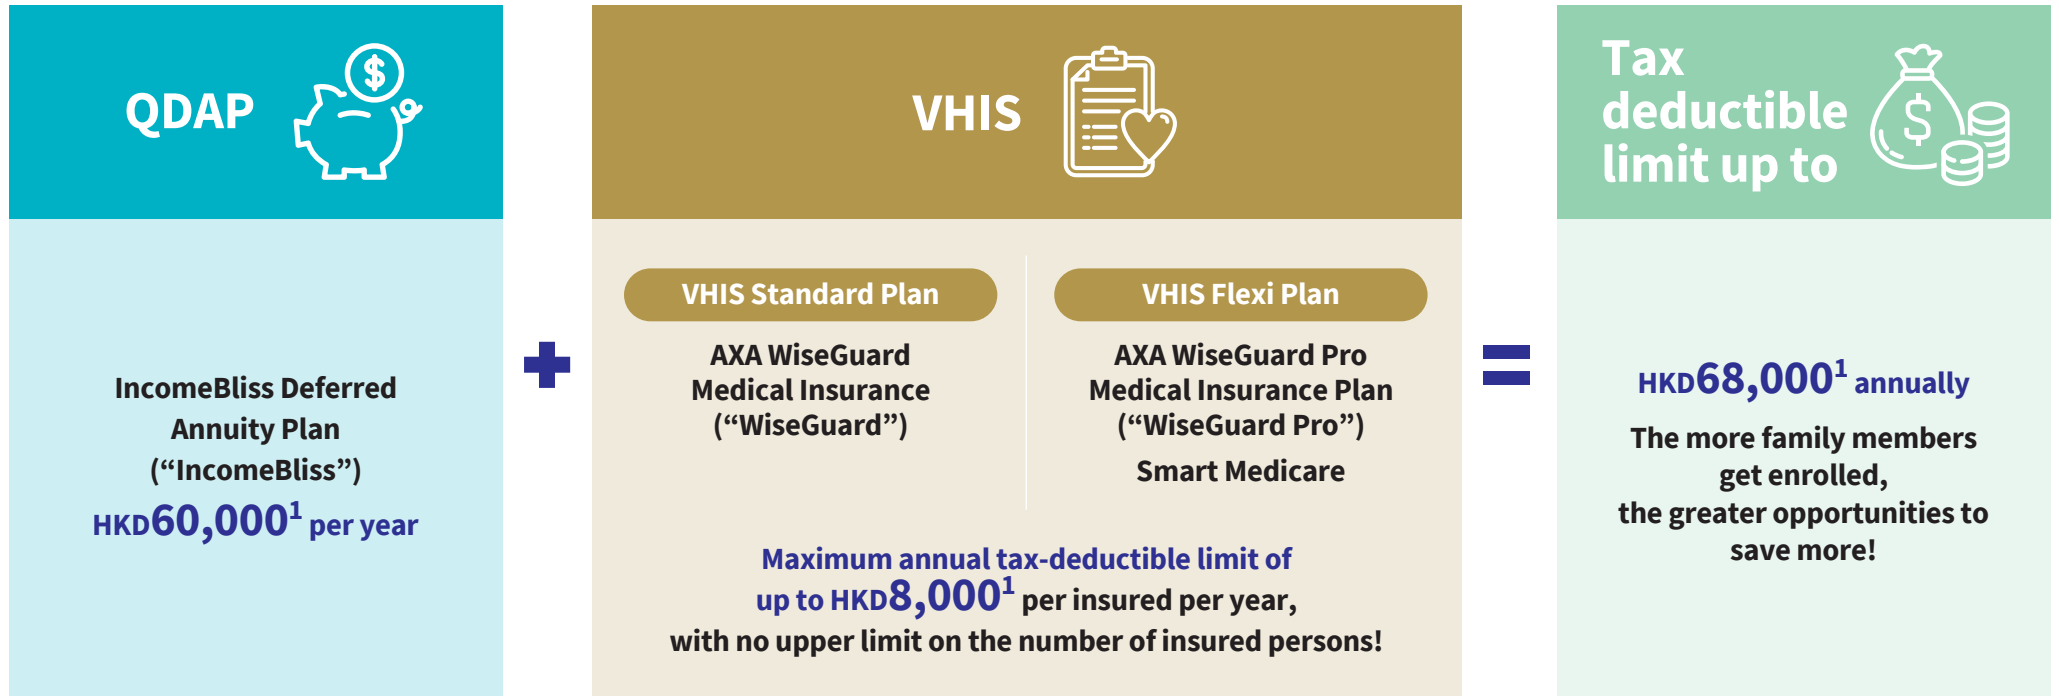 QDAP
IncomeBliss Deferred
Annuity Plan
(“IncomeBliss”)
HKD60,000¹ per year
VHIS
VHIS Standard Plan
AXA WiseGuard
Medical Insurance
(“WiseGuard”)
VHIS Flexi Plan
AXA WiseGuard Pro
Medical Insurance Plan
(“WiseGuard Pro”)
Smart Medicare
Maximum annual tax-deductible limit of
up to HKD8,000¹ per insured per year,
with no upper limit on the number of insured persons!
Tax
deductible
limit up to
HKD68,000¹ annually
The more family members
get enrolled,
the greater opportunities to
save more!